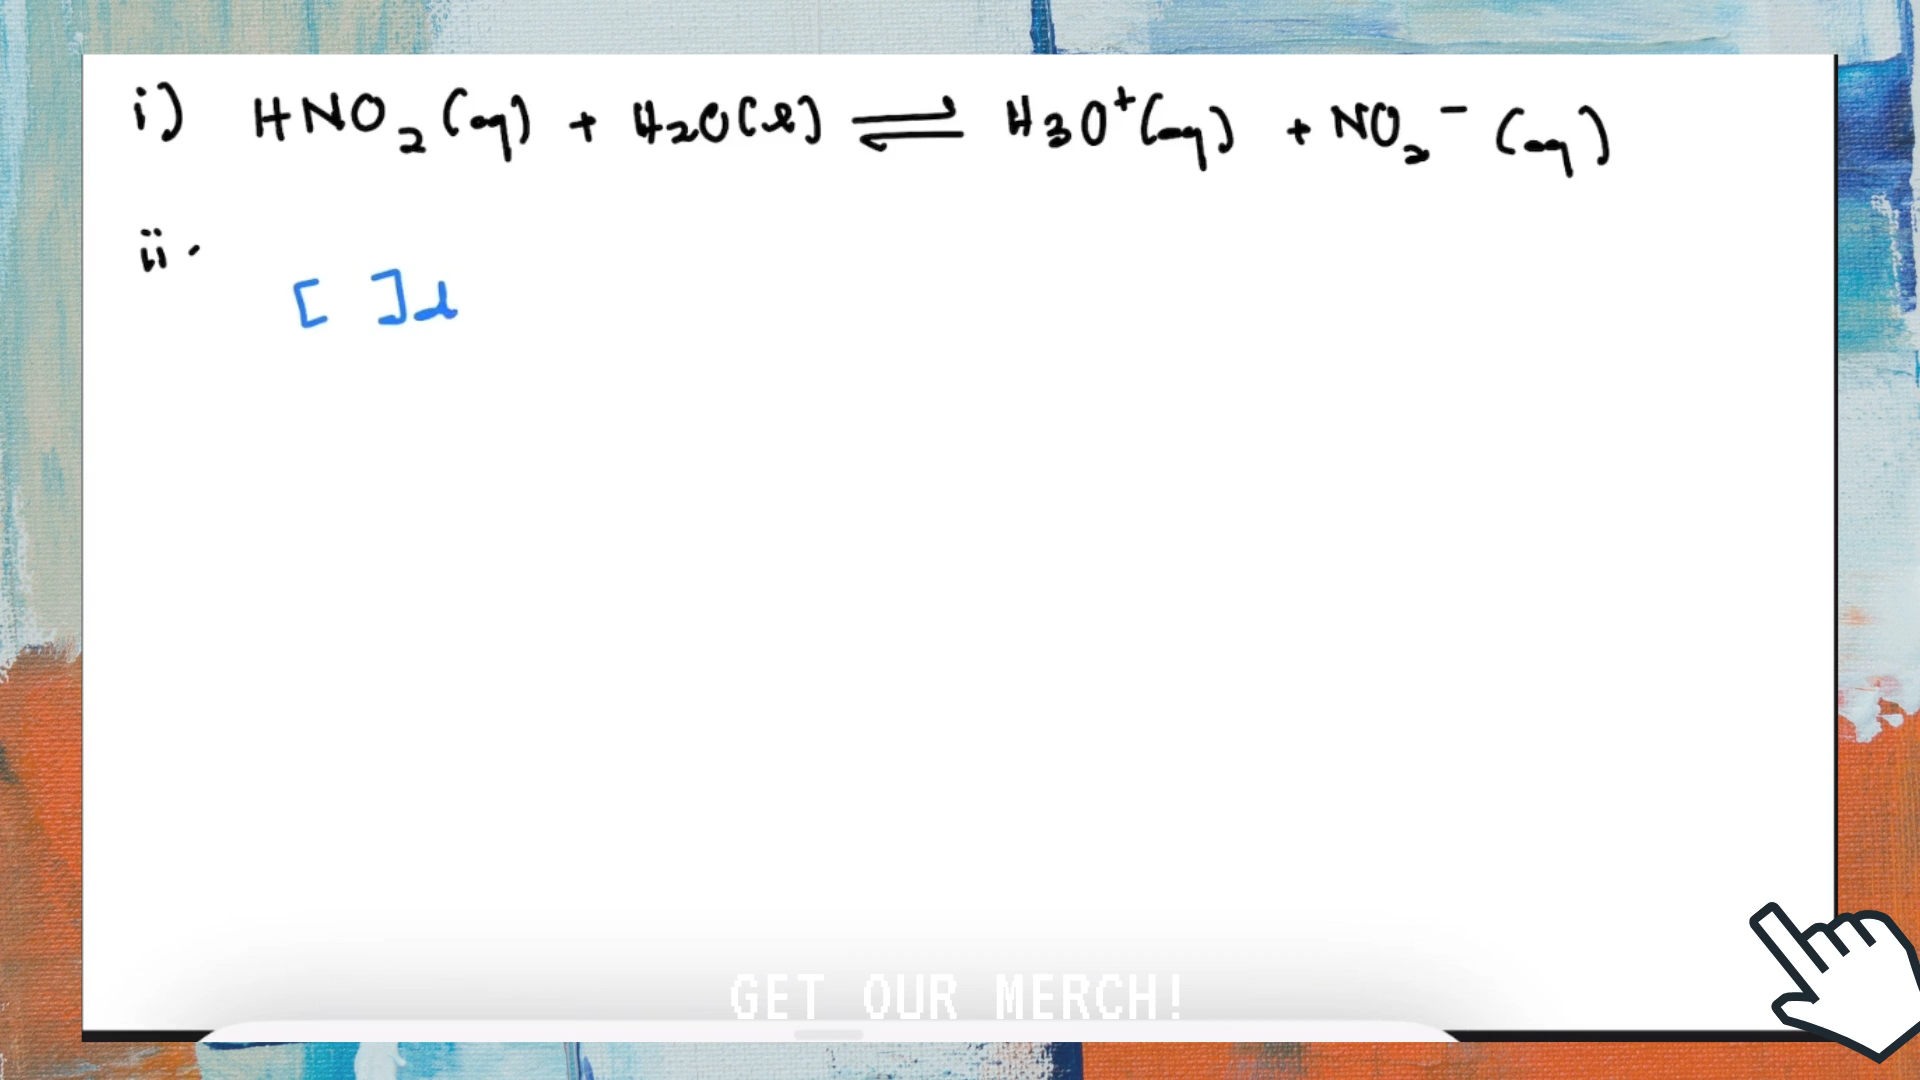 i) HNO₂ (aq) + H₂O(l) ⇌ H₃O⁺(aq) + NO₂⁻ (aq)
ii.
[ ]
GET OUR MERCH!